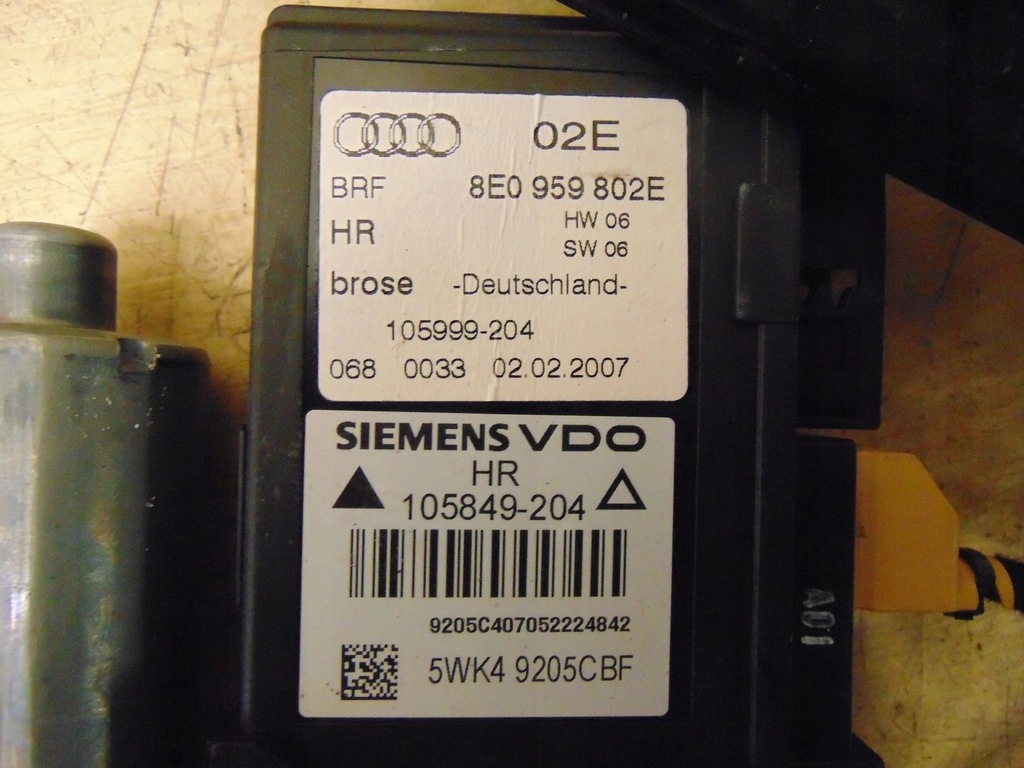 02E
BRF 8E0 959 802E
HR HW 06
SW 06
brose -Deutschland-
105999-204
068 0033 02.02.2007
SIEMENS VDO
HR
105849-204
9205C407052224842
5WK4 9205CBF
AD1